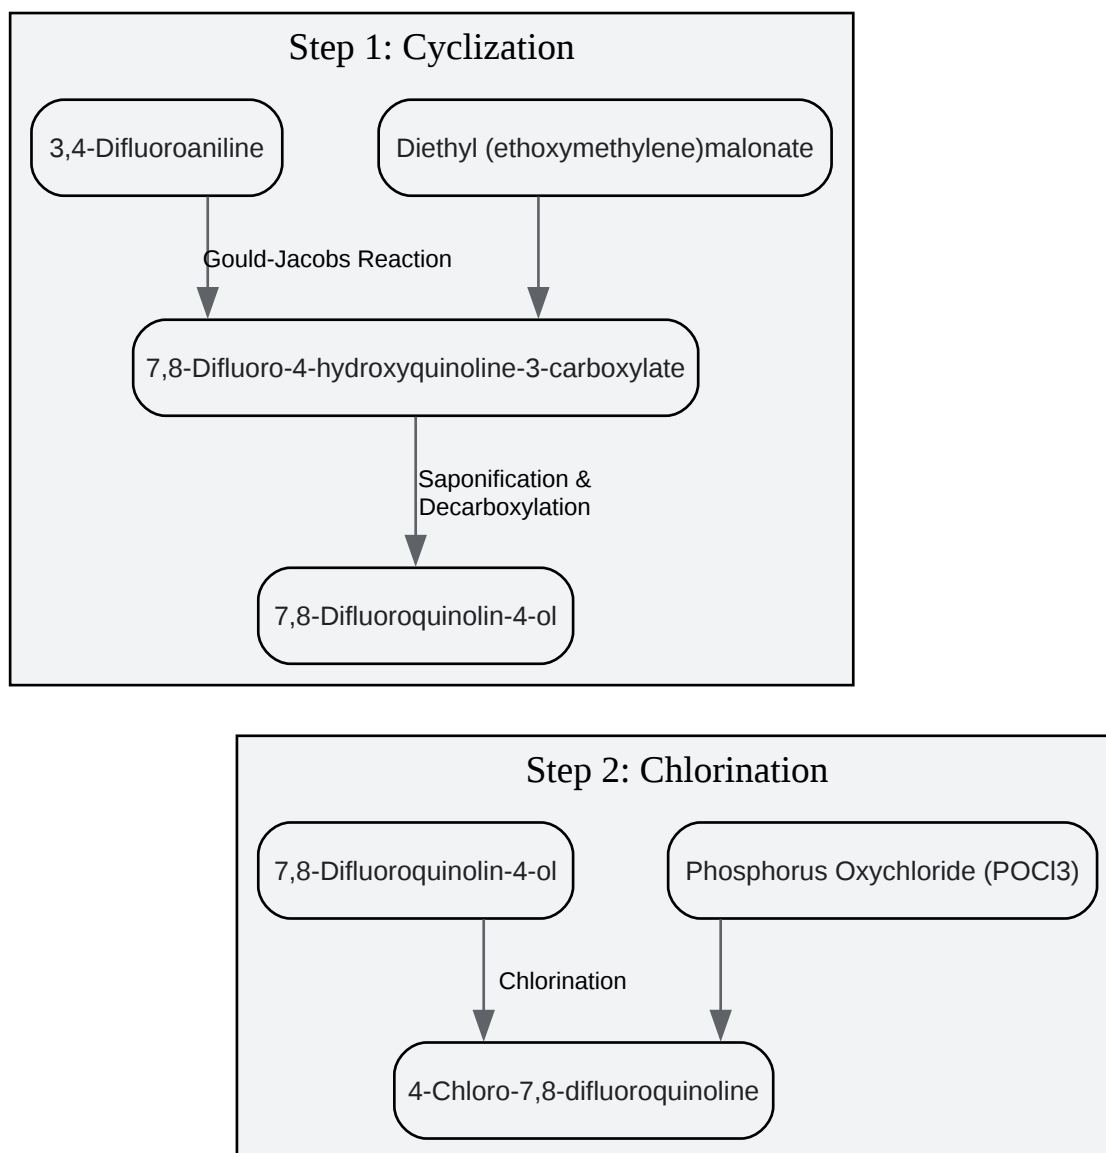 Step 1: Cyclization
3,4-Difluoroaniline
Diethyl (ethoxymethylene)malonate
Gould-Jacobs Reaction
7,8-Difluoro-4-hydroxyquinoline-3-carboxylate
Saponification &
Decarboxylation
7,8-Difluoroquinolin-4-ol
Step 2: Chlorination
7,8-Difluoroquinolin-4-ol
Phosphorus Oxychloride (POCl3)
Chlorination
4-Chloro-7,8-difluoroquinoline